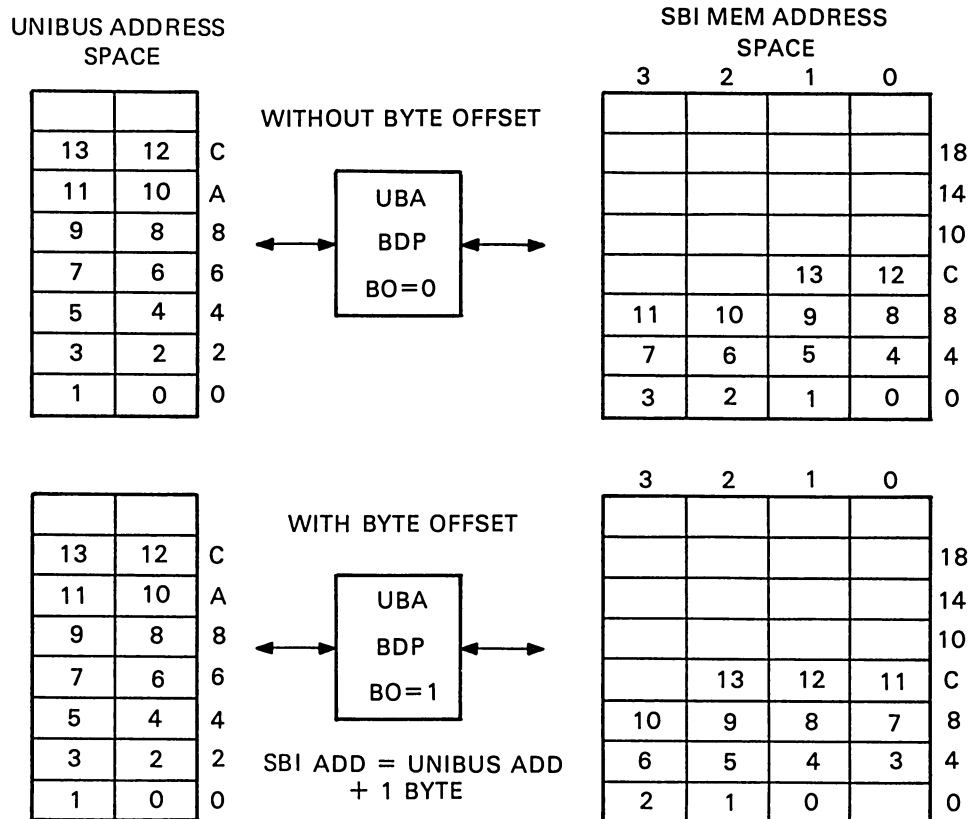 UNIBUS ADDRESS
SPACE
SBI MEM ADDRESS
SPACE
3 2 1 0
WITHOUT BYTE OFFSET
13 12 C
11 10 A
9 8 8
7 6 6
5 4 4
3 2 2
1 0 0
UBA
BDP
BO=0
18
14
10
13 12 C
11 10 9 8 8
7 6 5 4 4
3 2 1 0 0
3 2 1 0
WITH BYTE OFFSET
13 12 C
11 10 A
9 8 8
7 6 6
5 4 4
3 2 2
1 0 0
UBA
BDP
BO=1
SBI ADD = UNIBUS ADD
+ 1 BYTE
18
14
10
13 12 11 C
10 9 8 7 8
6 5 4 3 4
2 1 0 0